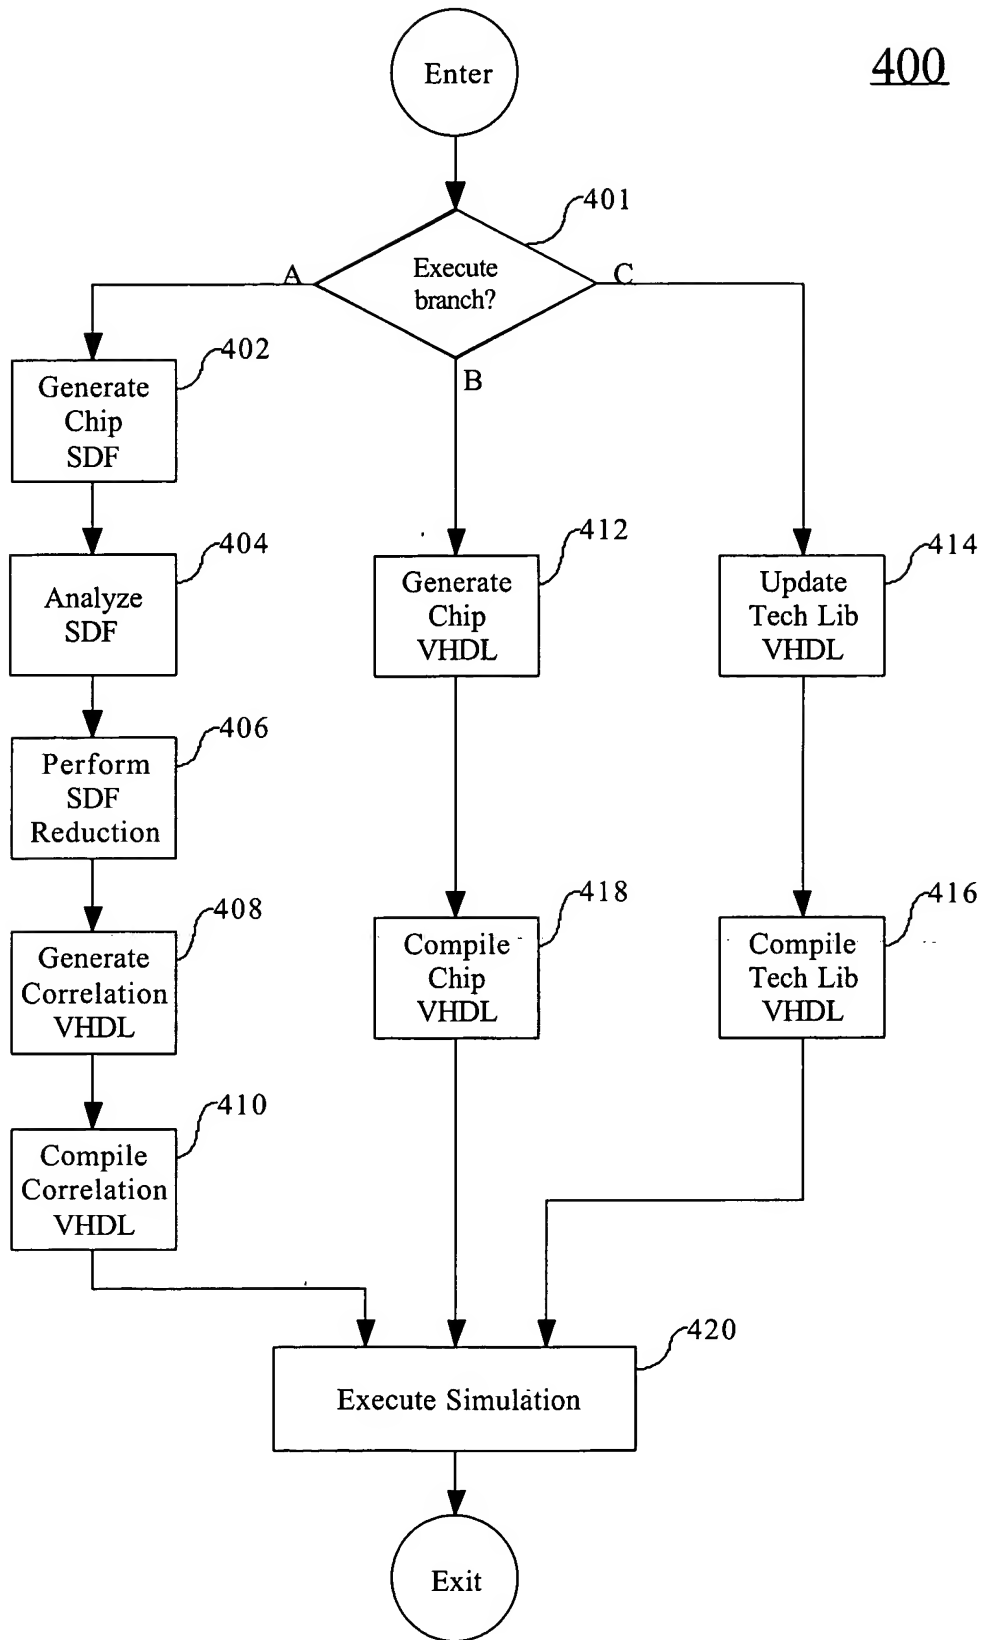 Enter
400
401
Execute
branch?
A
C
B
402
Generate
Chip
SDF
404
Analyze
SDF
412
Generate
Chip
VHDL
414
Update
Tech Lib
VHDL
406
Perform
SDF
Reduction
408
Generate
Correlation
VHDL
418
Compile
Chip
VHDL
416
Compile
Tech Lib
VHDL
410
Compile
Correlation
VHDL
420
Execute Simulation
Exit